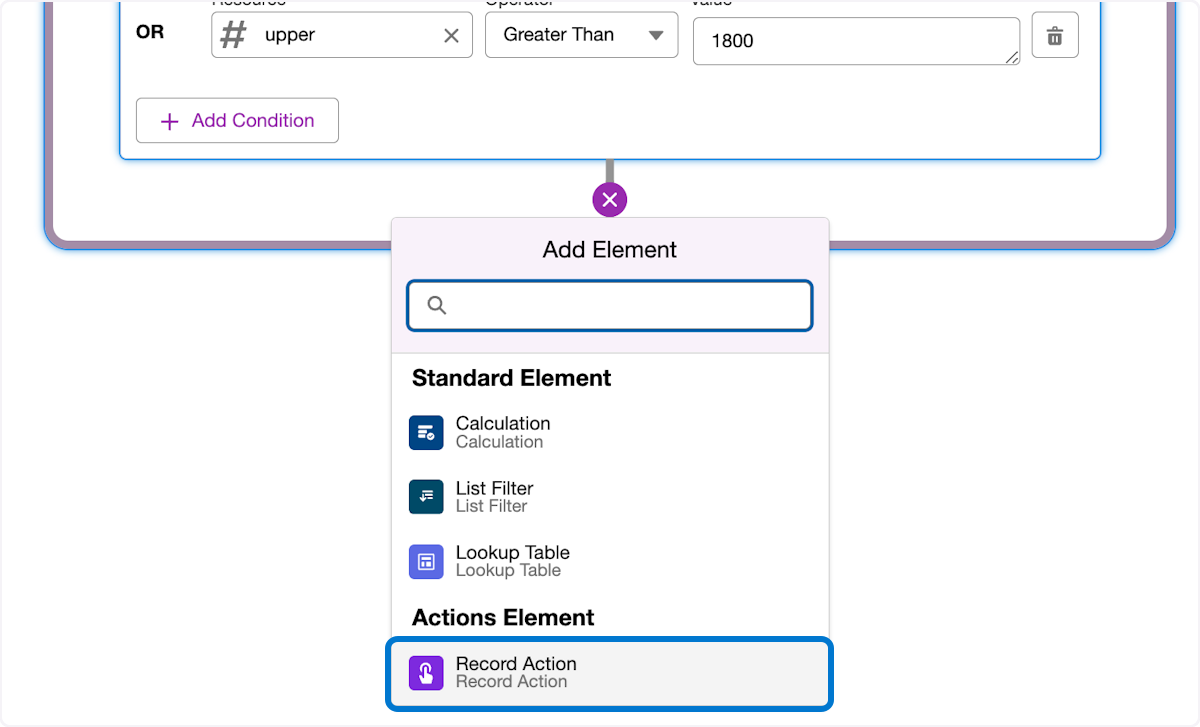 Resource Operator Value
OR # upper Greater Than 1800
Add Condition
Add Element
Standard Element
Calculation
Calculation
List Filter
List Filter
Lookup Table
Lookup Table
Actions Element
Record Action
Record Action